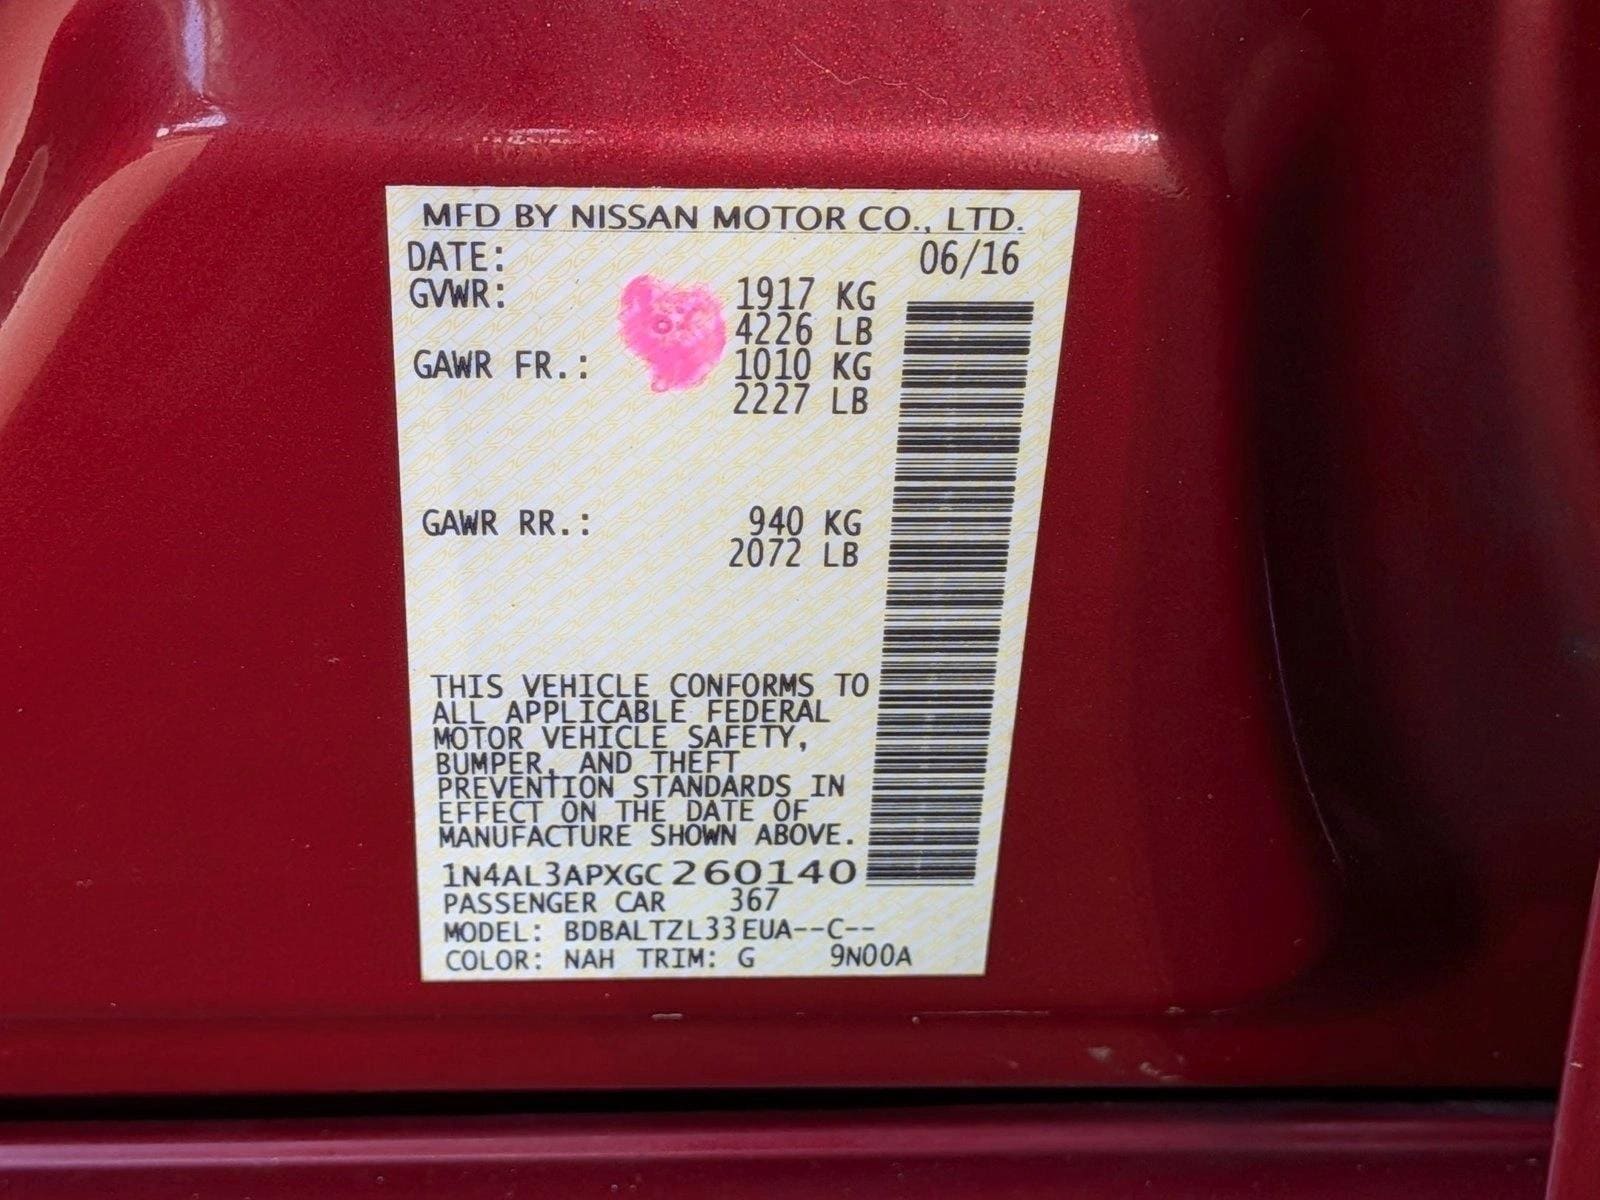 MFD BY NISSAN MOTOR CO., LTD.
DATE: 06/16
GVWR: 1917 KG
4226 LB
GAWR FR.: 1010 KG
2227 LB
GAWR RR.: 940 KG
2072 LB
THIS VEHICLE CONFORMS TO
ALL APPLICABLE FEDERAL
MOTOR VEHICLE SAFETY,
BUMPER, AND THEFT
PREVENTION STANDARDS IN
EFFECT ON THE DATE OF
MANUFACTURE SHOWN ABOVE.
1N4AL3APXGC260140
PASSENGER CAR 367
MODEL: BDBALTZL33EUA--C--
COLOR: NAH TRIM: G 9N00A